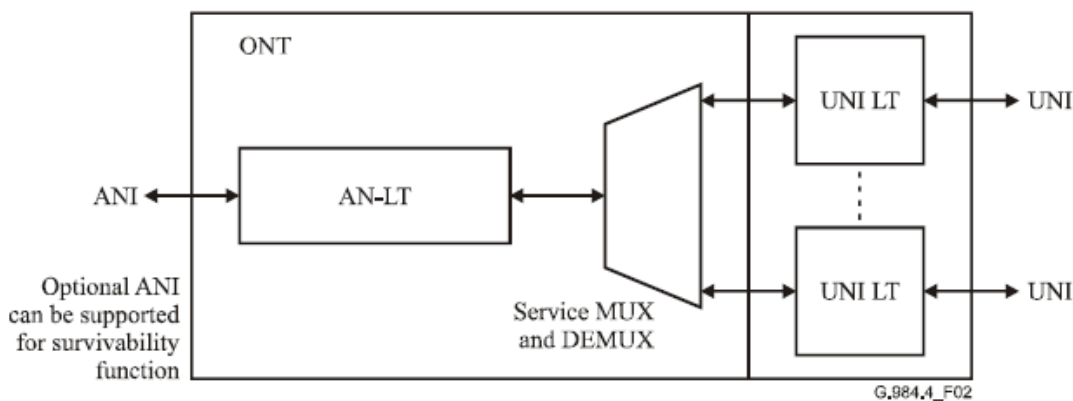 ONT
UNI LT
UNI
ANI
AN-LT
Optional ANI
can be supported
for survivability
function
Service MUX
and DEMUX
UNI LT
UNI
G.984.4_F02